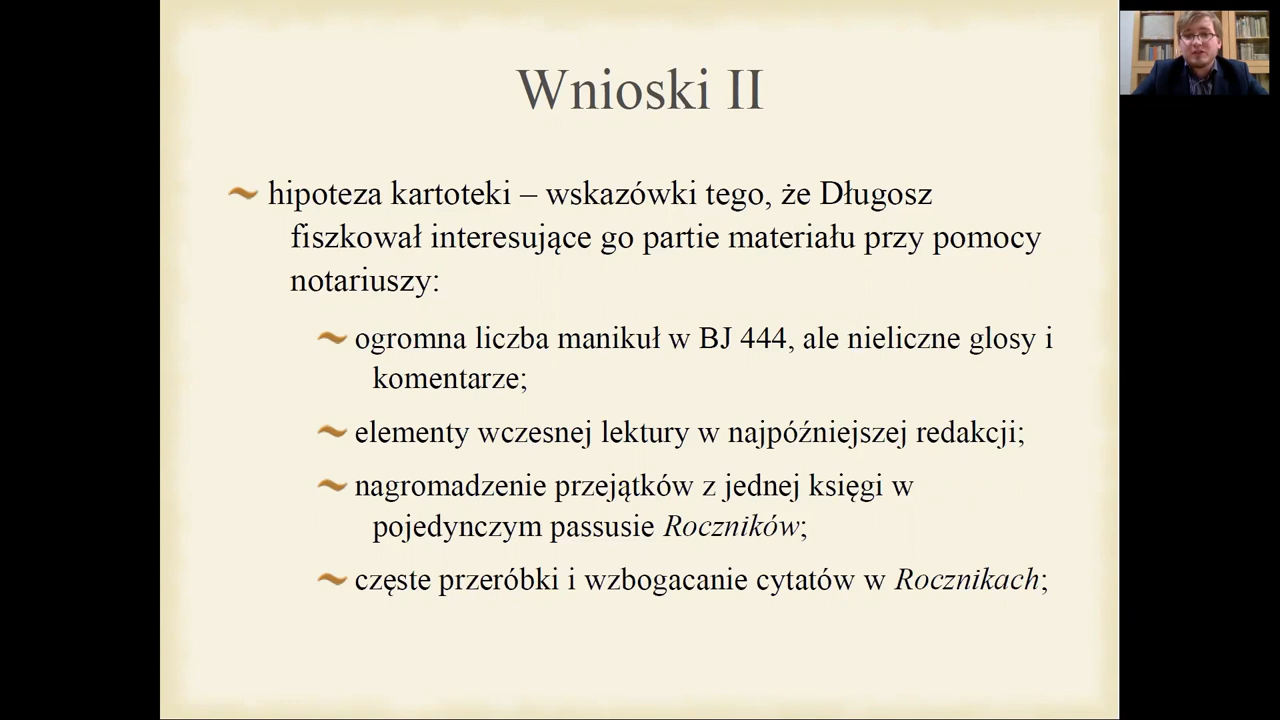 Wnioski II
hipoteza kartoteki – wskazówki tego, że Długosz
fiszkował interesujące go partie materiału przy pomocy
notariuszy:
ogromna liczba manikuł w BJ 444, ale nieliczne glosy i
komentarze;
elementy wczesnej lektury w najpóźniejszej redakcji;
nagromadzenie przejątków z jednej księgi w
pojedynczym passusie Roczników;
częste przeróbki i wzbogacanie cytatów w Rocznikach;